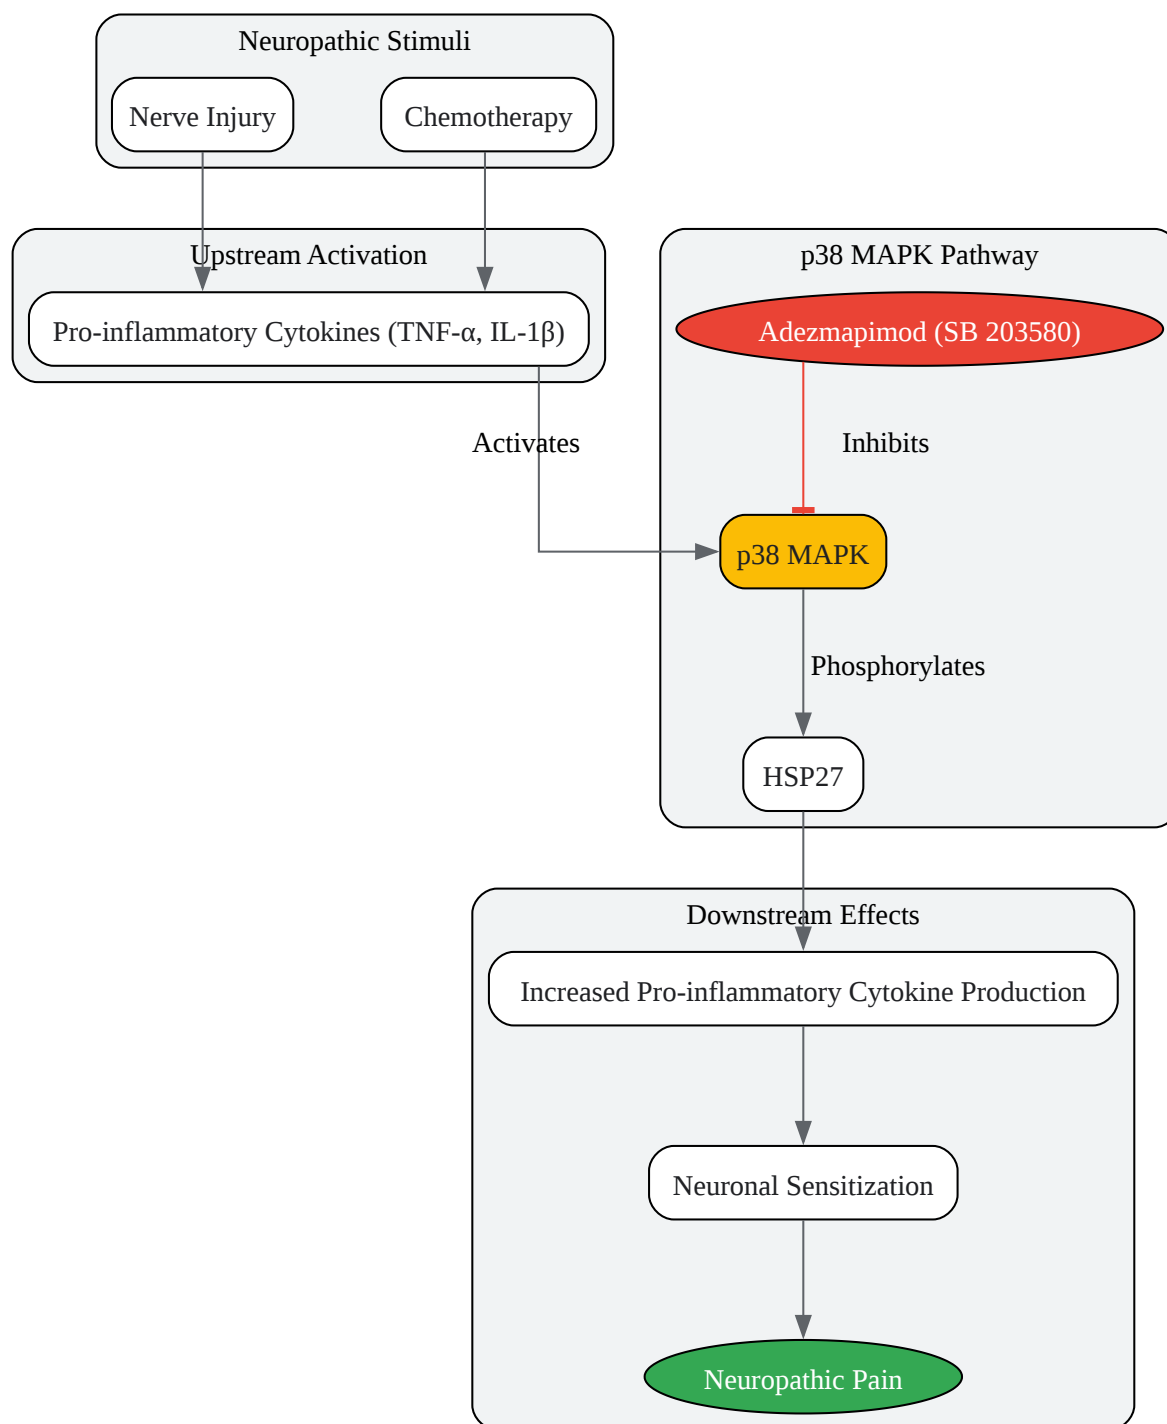 Neuropathic Stimuli
Nerve Injury
Chemotherapy
Upstream Activation
Pro-inflammatory Cytokines (TNF-α, IL-1β)
p38 MAPK Pathway
Adezmapimod (SB 203580)
Activates
Inhibits
p38 MAPK
Phosphorylates
HSP27
Downstream Effects
Increased Pro-inflammatory Cytokine Production
Neuronal Sensitization
Neuropathic Pain